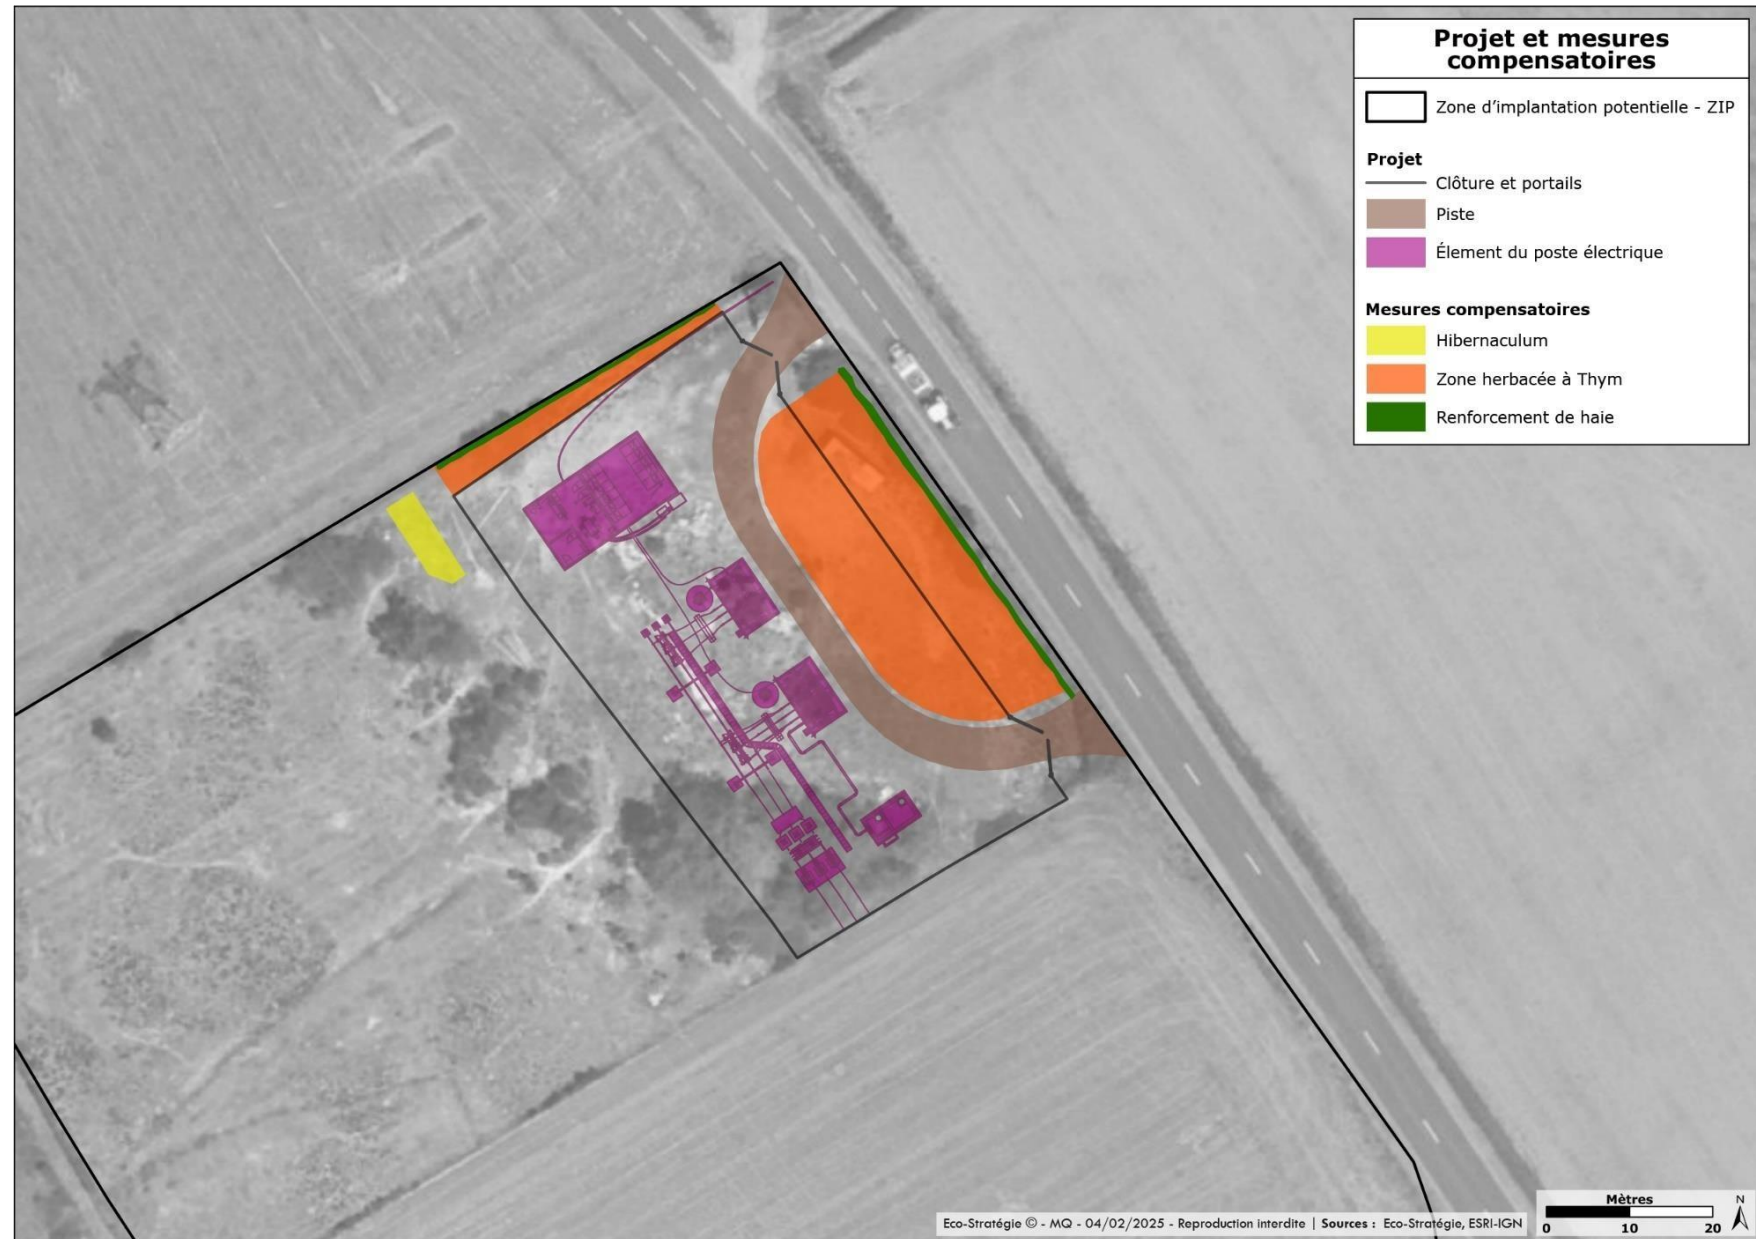 Projet et mesures
compensatoires
Zone d'implantation potentielle - ZIP
Projet
Clôture et portails
Piste
Élement du poste électrique
Mesures compensatoires
Hibernaculum
Zone herbacée à Thym
Renforcement de haie
Eco-Stratégie © - MQ - 04/02/2025 - Reproduction interdite | Sources : Eco-Stratégie, ESRI-IGN
Mètres
0 10 20
N